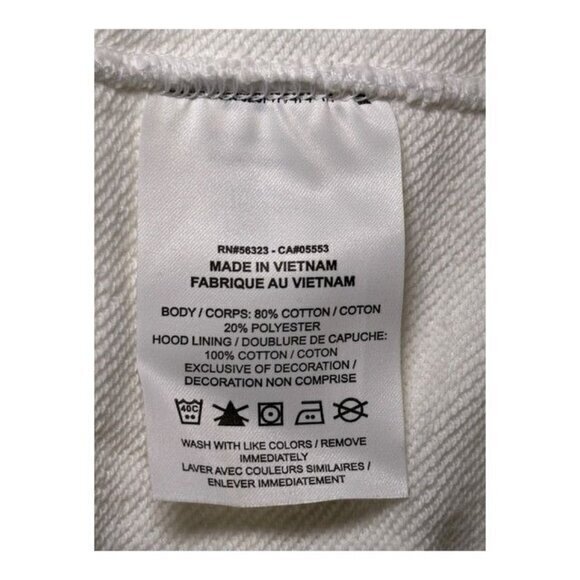 RN#56323 - CA#05553
MADE IN VIETNAM
FABRIQUE AU VIETNAM
BODY / CORPS: 80% COTTON / COTON
20% POLYESTER
HOOD LINING / DOUBLURE DE CAPUCHE:
100% COTTON / COTON
EXCLUSIVE OF DECORATION /
DECORATION NON COMPRISE
40C
WASH WITH LIKE COLORS / REMOVE
IMMEDIATELY
LAVER AVEC COULEURS SIMILAIRES /
ENLEVER IMMEDIATEMENT